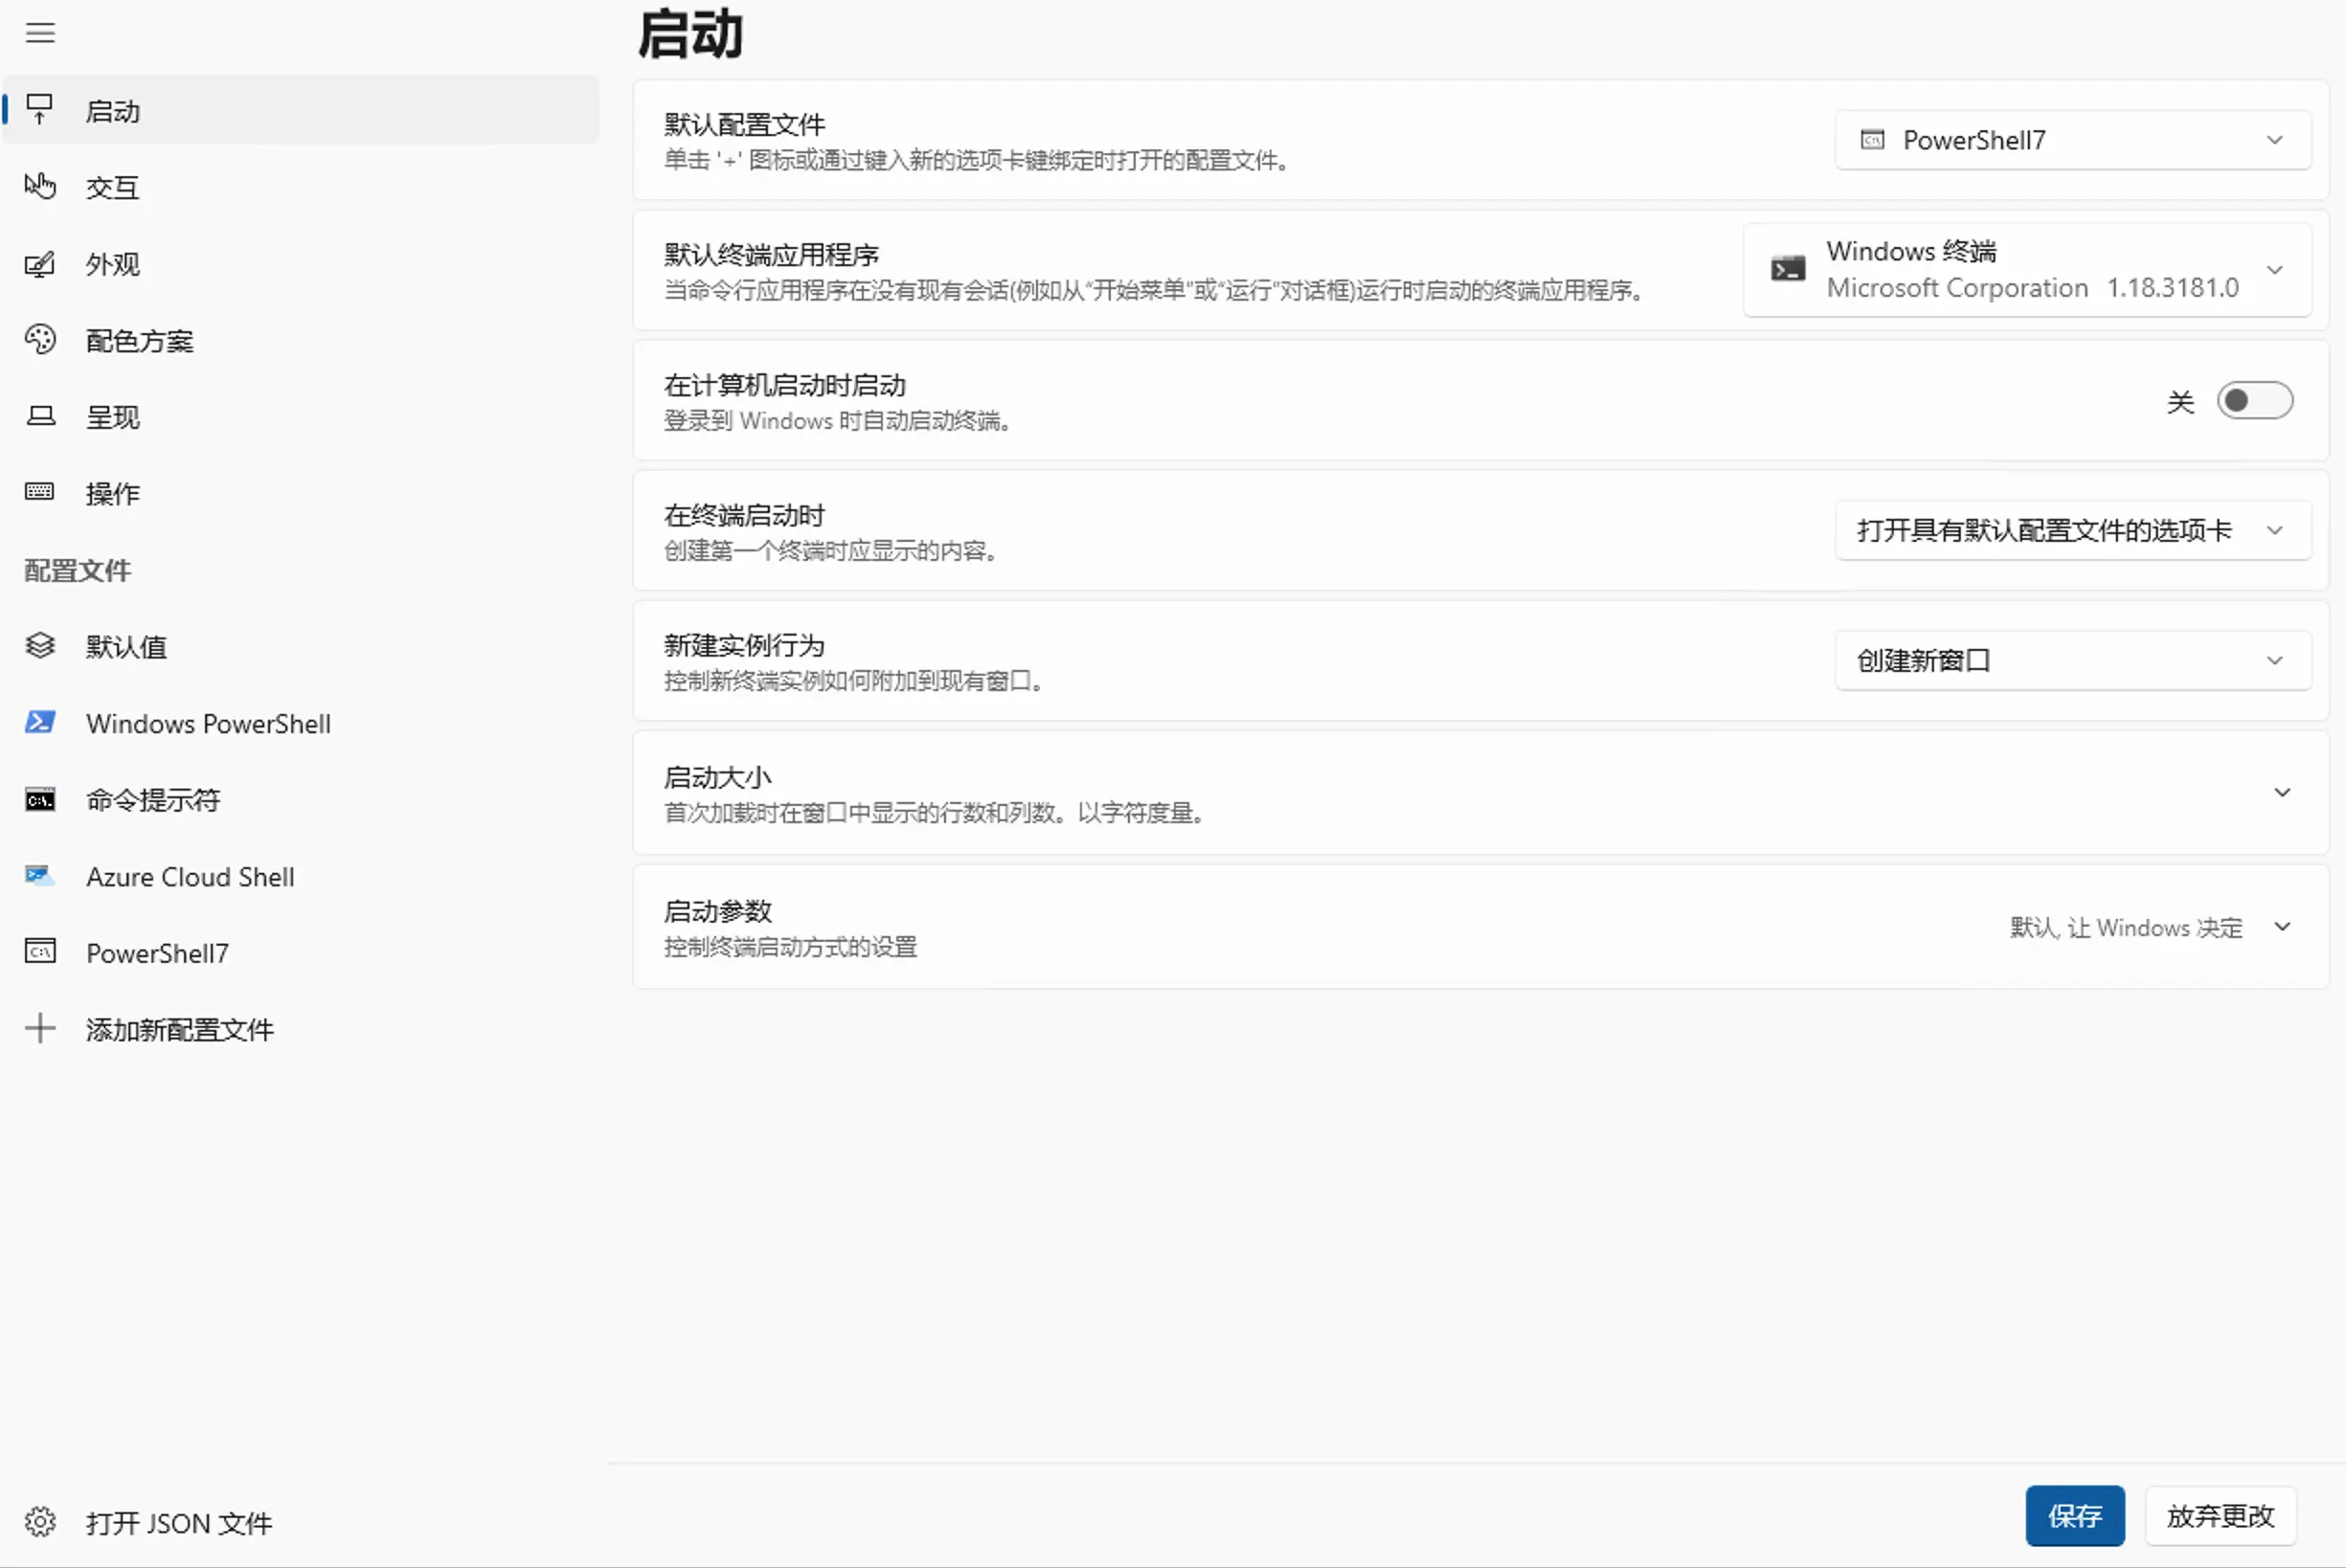 启动
交互
外观
配色方案
呈现
操作
配置文件
默认值
Windows PowerShell
命令提示符
Azure Cloud Shell
PowerShell7
添加新配置文件
打开 JSON 文件
启动
默认配置文件
单击 '+' 图标或通过键入新的选项卡键绑定时打开的配置文件。
PowerShell7
默认终端应用程序
当命令行应用程序在没有现有会话(例如从“开始菜单”或“运行”对话框)运行时启动的终端应用程序。
Windows 终端
Microsoft Corporation 1.18.3181.0
在计算机启动时启动
登录到 Windows 时自动启动终端。
关
在终端启动时
创建第一个终端时应显示的内容。
打开具有默认配置文件的选项卡
新建实例行为
控制新终端实例如何附加到现有窗口。
创建新窗口
启动大小
首次加载时在窗口中显示的行数和列数。以字符度量。
启动参数
控制终端启动方式的设置
默认, 让 Windows 决定
保存
放弃更改